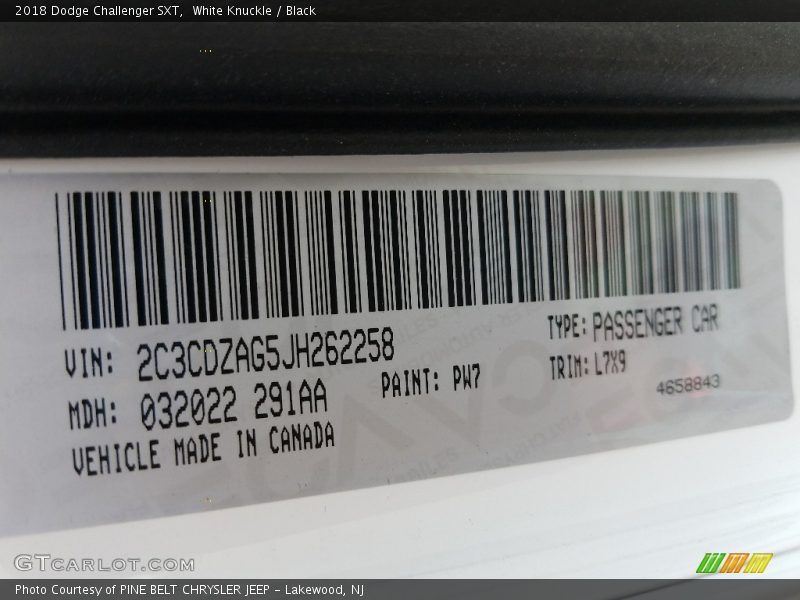 2018 Dodge Challenger SXT, White Knuckle / Black
VIN: 2C3CDZAG5JH262258
TYPE: PASSENGER CAR
MDH: 032022 291AA
PAINT: PW7
TRIM: L7X9
4658843
VEHICLE MADE IN CANADA
GTCARLOT.COM
Photo Courtesy of PINE BELT CHRYSLER JEEP - Lakewood, NJ